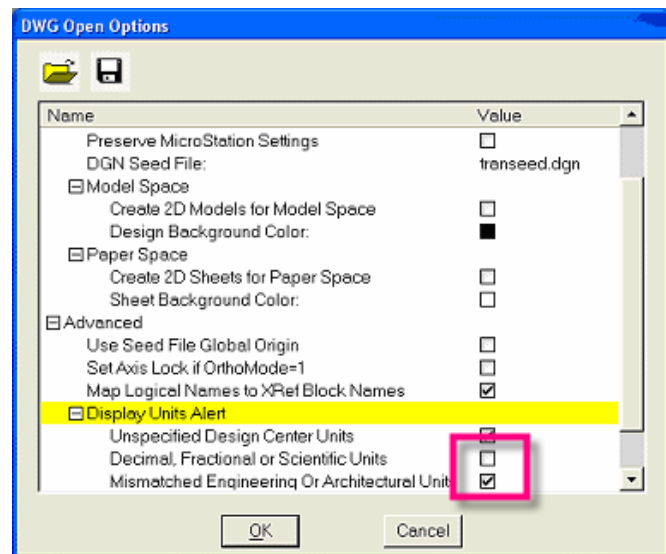 DWG Open Options
Name Value
Preserve MicroStation Settings
DGN Seed File: transeed.dgn
Model Space
Create 2D Models for Model Space
Design Background Color:
Paper Space
Create 2D Sheets for Paper Space
Sheet Background Color:
Advanced
Use Seed File Global Origin
Set Axis Lock if OrthoMode=1
Map Logical Names to XRef Block Names
Display Units Alert
Unspecified Design Center Units
Decimal, Fractional or Scientific Units
Mismatched Engineering Or Architectural Unit
OK Cancel